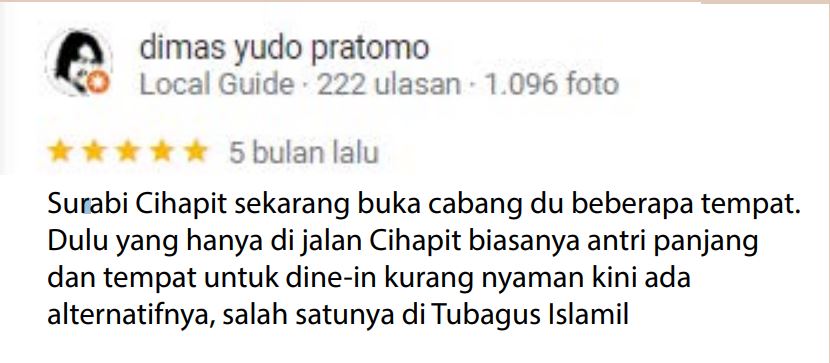 dimas yudo pratomo
Local Guide · 222 ulasan · 1.096 foto
5 bulan lalu
Surabi Cihapit sekarang buka cabang du beberapa tempat.
Dulu yang hanya di jalan Cihapit biasanya antri panjang
dan tempat untuk dine-in kurang nyaman kini ada
alternatifnya, salah satunya di Tubagus Islamil